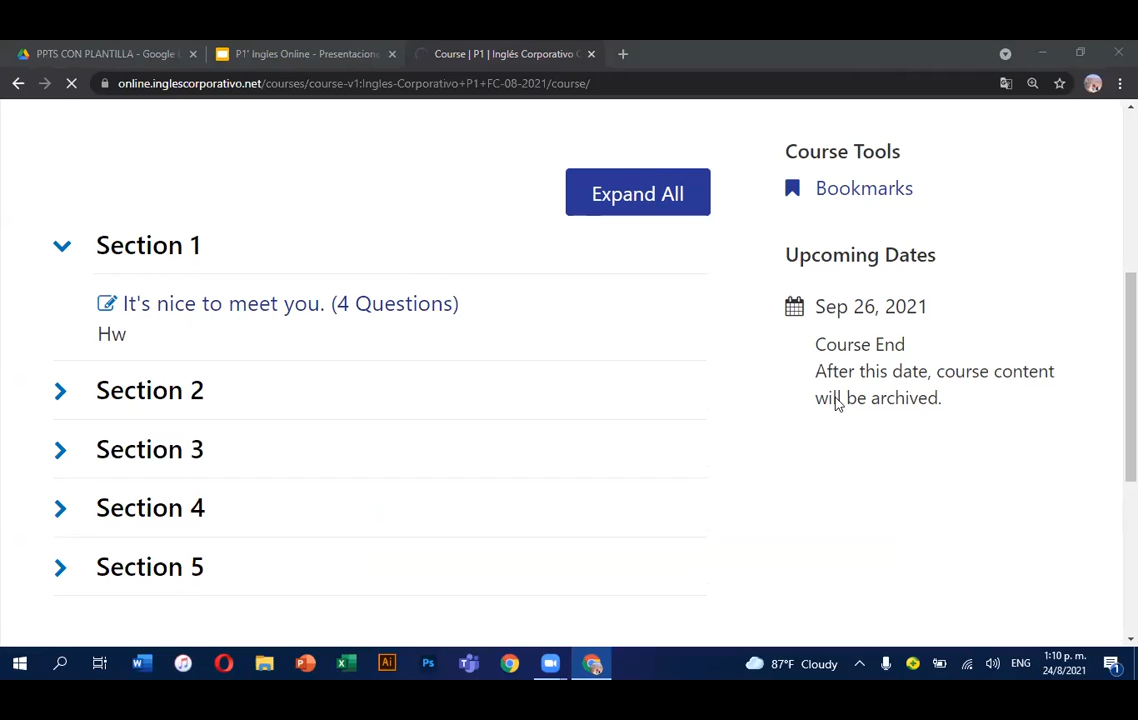 PPTS CON PLANTILLA - Google
P1' Ingles Online - Presentacion
Course | P1 | Inglés Corporativo
online.inglescorporativo.net/courses/course-v1:Ingles-Corporativo+P1+FC-08-2021/course/
Expand All
Section 1
It's nice to meet you. (4 Questions)
Hw
Section 2
Section 3
Section 4
Section 5
Course Tools
Bookmarks
Upcoming Dates
Sep 26, 2021
Course End
After this date, course content
will be archived.
87°F Cloudy
ENG
1:10 p. m.
24/8/2021
1